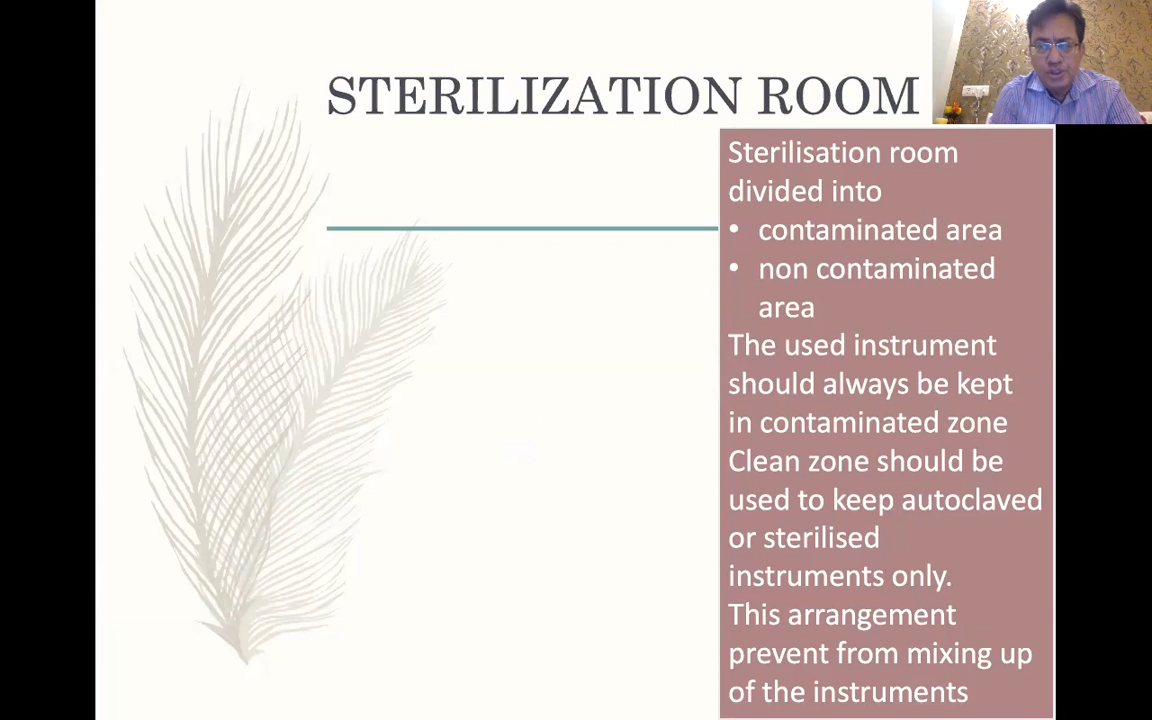 STERILIZATION ROOM
Sterilisation room
divided into
• contaminated area
• non contaminated
area
The used instrument
should always be kept
in contaminated zone
Clean zone should be
used to keep autoclaved
or sterilised
instruments only.
This arrangement
prevent from mixing up
of the instruments